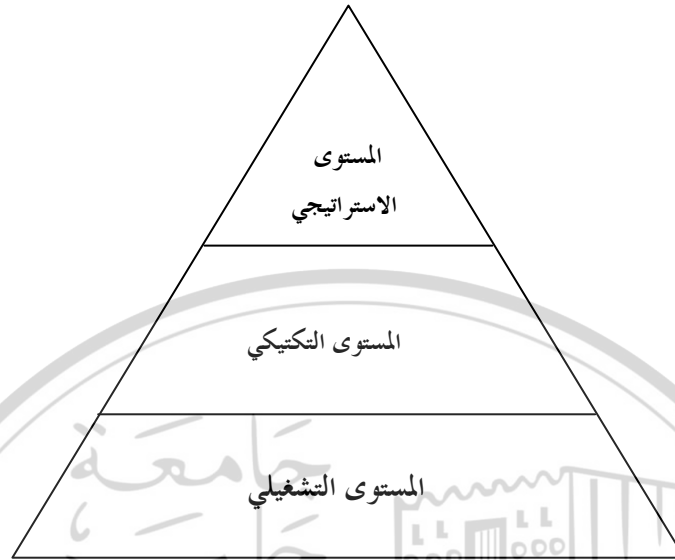 المستوى
الاستراتيجي
المستوى التكتيكي
المستوى التشغيلي
جامعة